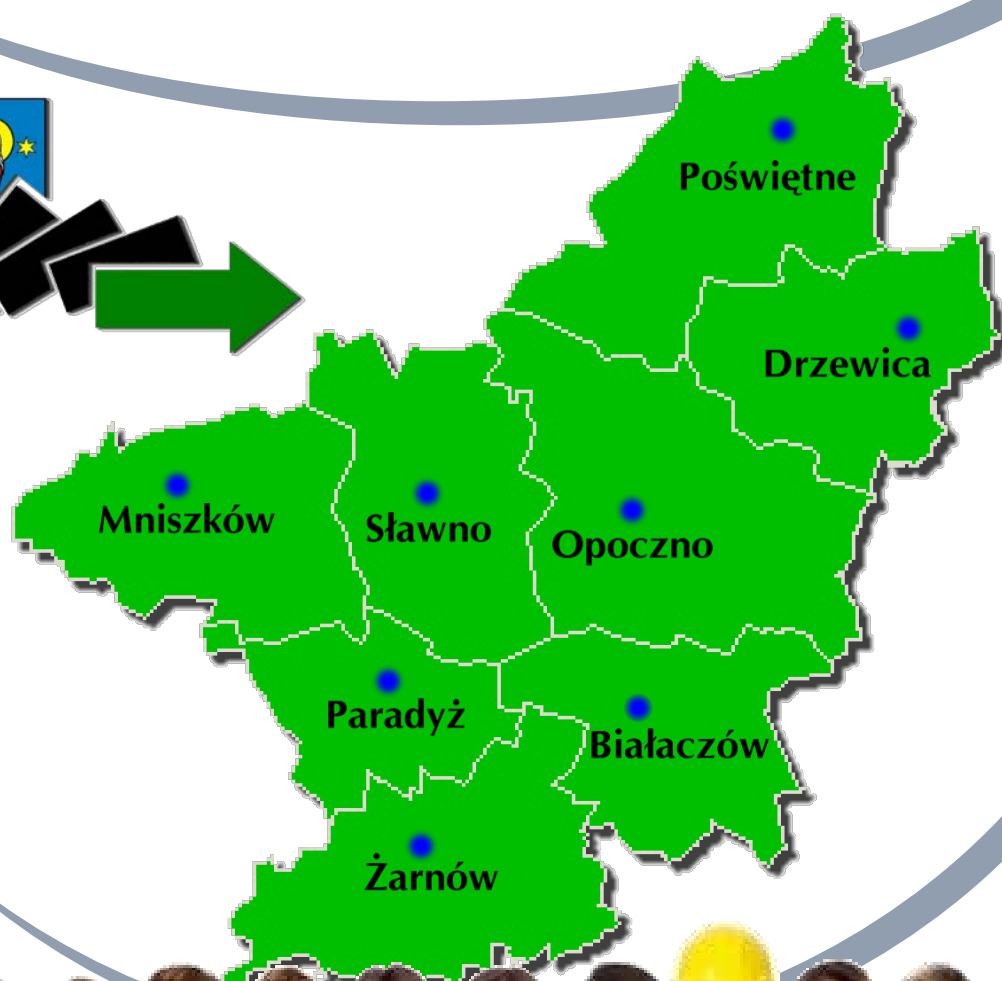 Poświętne
Drzewica
Mniszków
Sławno
Opoczno
Paradyż
Białaczów
Żarnów